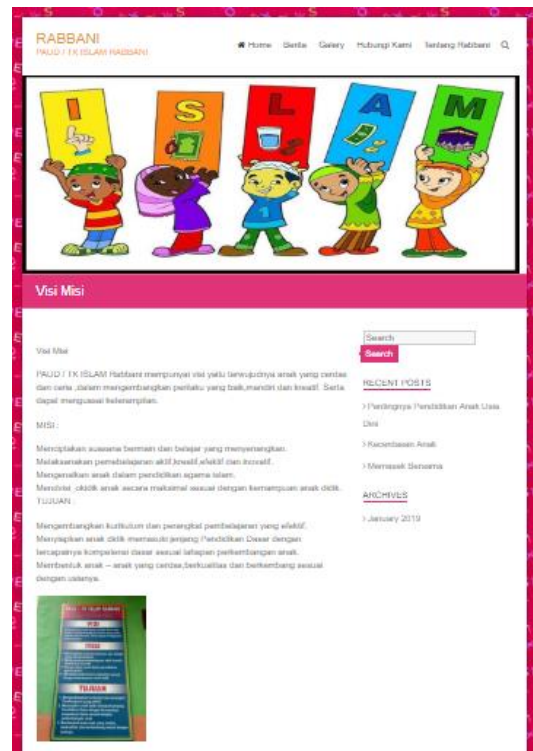 RABBANI
PAUD / TK ISLAM RABBANI
Home Berita Galery Hubungi Kami Tentang Rabbani
I S L A M
Visi Misi
Visi Misi
PAUD / TK ISLAM Rabbani mempunyai visi yaitu terwujudnya anak yang cerdas
dan ceria ,dalam mengembangkan perilaku yang baik,mandiri dan kreatif. Serta
dapat menguasai keterampilan.
MISI :
Menciptakan suasana bermain dan belajar yang menyenangkan.
Melaksanakan pembelajaran aktif,kreatif,efektif dan inovatif.
Mengenalkan anak dalam pendidikan agama islam.
anak secara maksimal sesuai dengan kemampuan anak didik.
TUJUAN :
Mengembangkan kurikulum dan perangkat pembelajaran yang efektif.
Menyiapkan anak didik memasuki jenjang Pendidikan Dasar dengan
tercapainya kompetensi dasar sesuai tahapan perkembangan anak.
Membentuk anak – anak yang cerdas,berkualitas dan berkembang sesuai
dengan usianya.
VISI
MISI
TUJUAN
Search
Search
RECENT POSTS
Pentingnya Pendidikan Anak Usia
Dini
Kecerdasan Anak
Memasak Bersama
ARCHIVES
January 2019